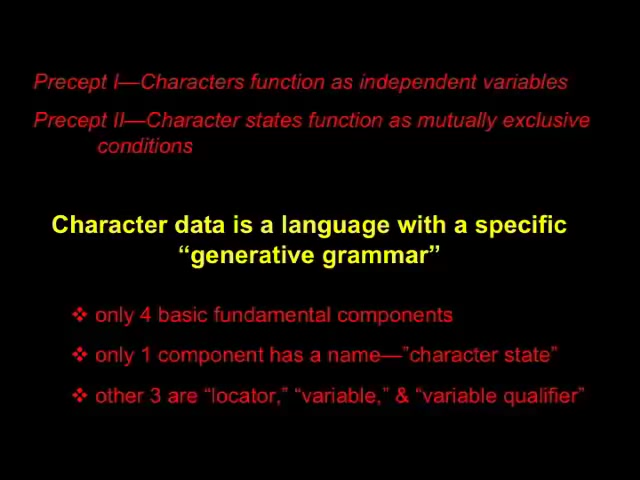 Precept I—Characters function as independent variables
Precept II—Character states function as mutually exclusive
conditions
Character data is a language with a specific
“generative grammar”
❖ only 4 basic fundamental components
❖ only 1 component has a name—”character state”
❖ other 3 are “locator,” “variable,” & “variable qualifier”